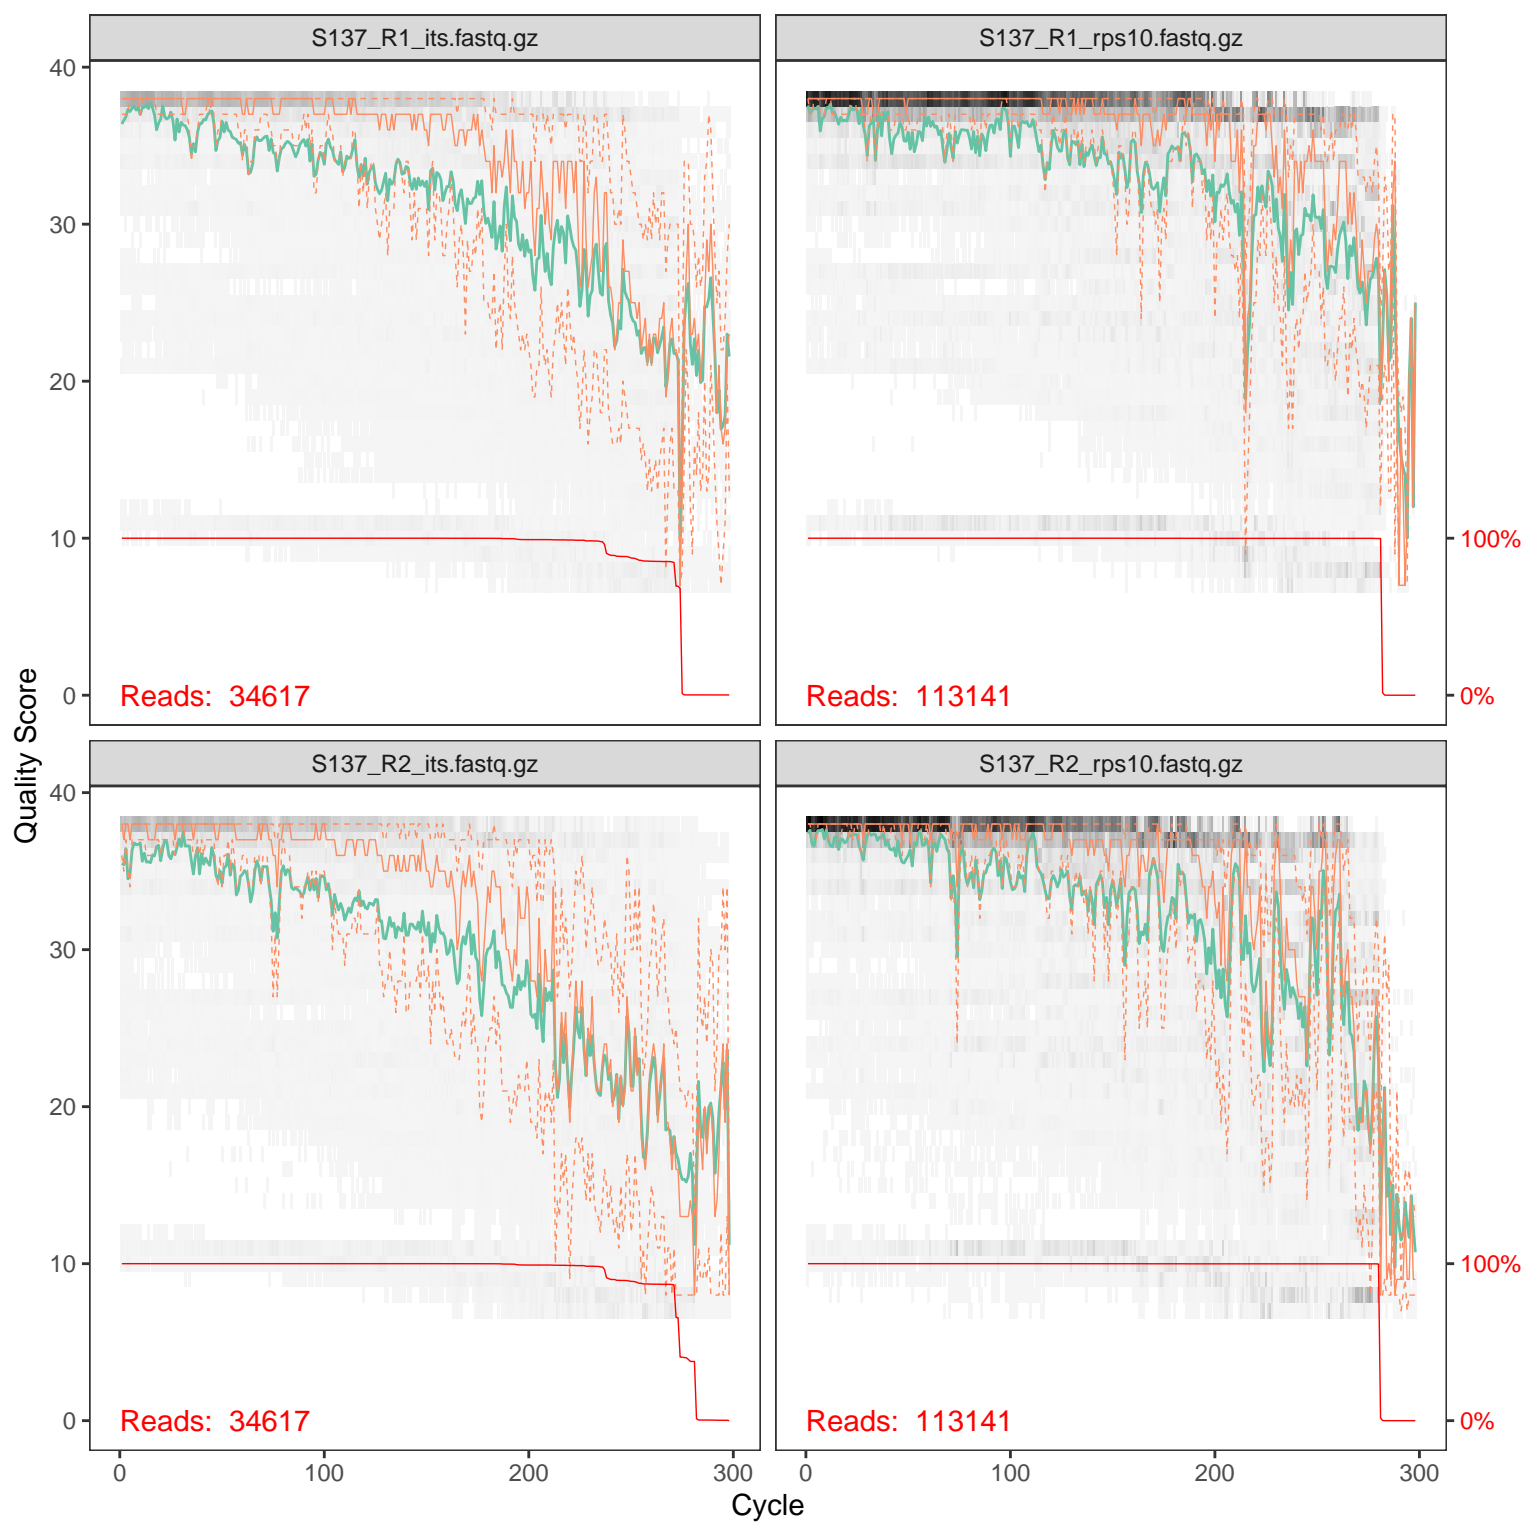 S137_R1_its.fastq.gz
S137_R1_rps10.fastq.gz
40
30
20
10
0
100%
0%
Reads: 34617
Reads: 113141
Quality Score
S137_R2_its.fastq.gz
S137_R2_rps10.fastq.gz
40
30
20
10
0
100%
0%
Reads: 34617
Reads: 113141
0
100
200
300
0
100
200
300
Cycle